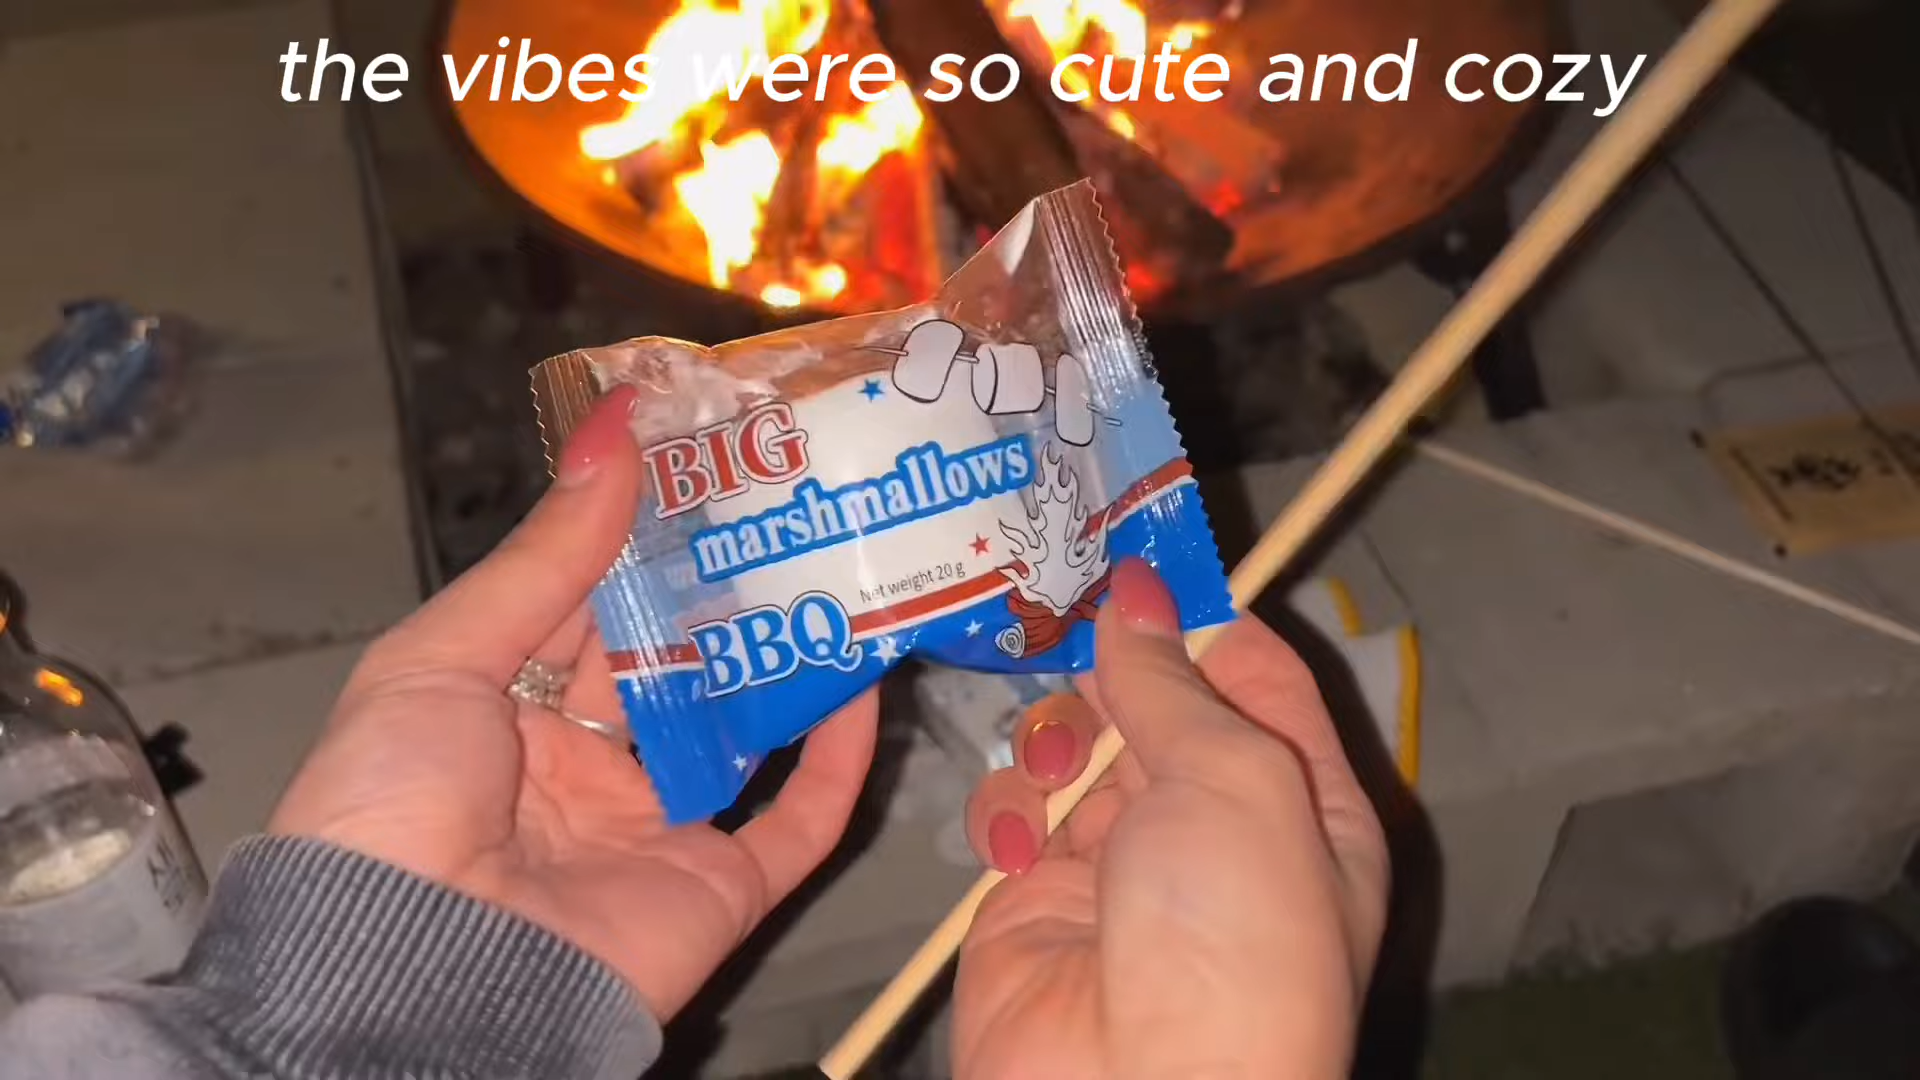 the vibes were so cute and cozy
BIG
marshmallows
Net weight 20 g
BBQ